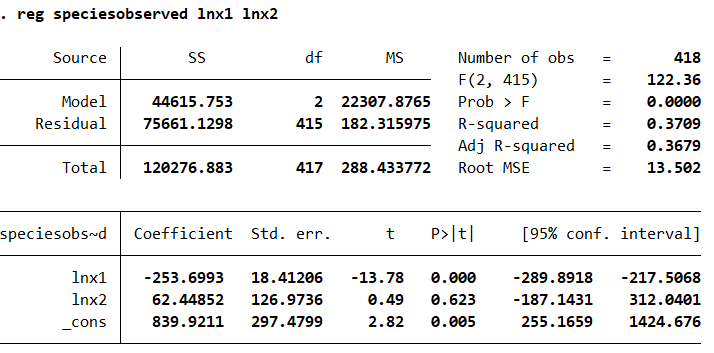 . reg speciesobserved lnx1 lnx2
Source SS df MS Number of obs = 418
F(2, 415) = 122.36
Model 44615.753 2 22307.8765 Prob > F = 0.0000
Residual 75661.1298 415 182.315975 R-squared = 0.3709
Adj R-squared = 0.3679
Total 120276.883 417 288.433772 Root MSE = 13.502
speciesobs~d Coefficient Std. err. t P>|t| [95% conf. interval]
lnx1 -253.6993 18.41206 -13.78 0.000 -289.8918 -217.5068
lnx2 62.44852 126.9736 0.49 0.623 -187.1431 312.0401
_cons 839.9211 297.4799 2.82 0.005 255.1659 1424.676